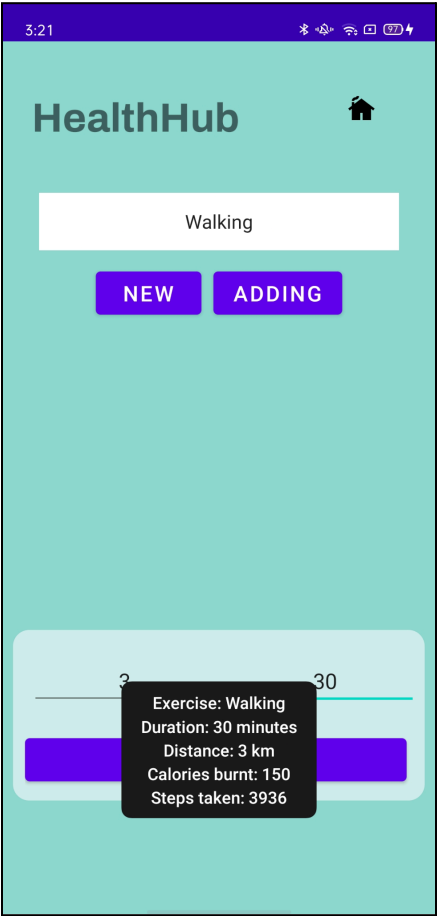 3:21
97
HealthHub
Walking
NEW ADDING
3 30
Exercise: Walking
Duration: 30 minutes
Distance: 3 km
Calories burnt: 150
Steps taken: 3936